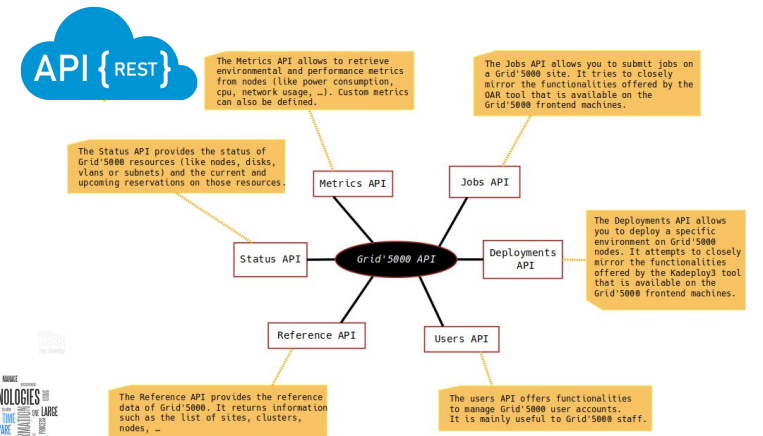 API { REST }
The Metrics API allows to retrieve
environmental and performance metrics
from nodes (like power consumption,
cpu, network usage, …). Custom metrics
can also be defined.
The Jobs API allows you to submit jobs on
a Grid'5000 site. It tries to closely
mirror the functionalities offered by the
OAR tool that is available on the
Grid'5000 frontend machines.
The Status API provides the status of
Grid'5000 resources (like nodes, disks,
vlans or subnets) and the current and
upcoming reservations on those resources.
Metrics API
Jobs API
The Deployments API allows
you to deploy a specific
environment on Grid'5000
nodes. It attempts to closely
mirror the functionalities
offered by the Kadeploy3 tool
that is available on the
Grid'5000 frontend machines.
Status API
Grid'5000 API
Deployments
API
Reference API
Users API
The Reference API provides the reference
data of Grid'5000. It returns information
such as the list of sites, clusters,
nodes, …
The users API offers functionalities
to manage Grid'5000 user accounts.
It is mainly useful to Grid'5000 staff.
MANAGE
NOLOGIES
ONE LARGE
TIME
PROCESS